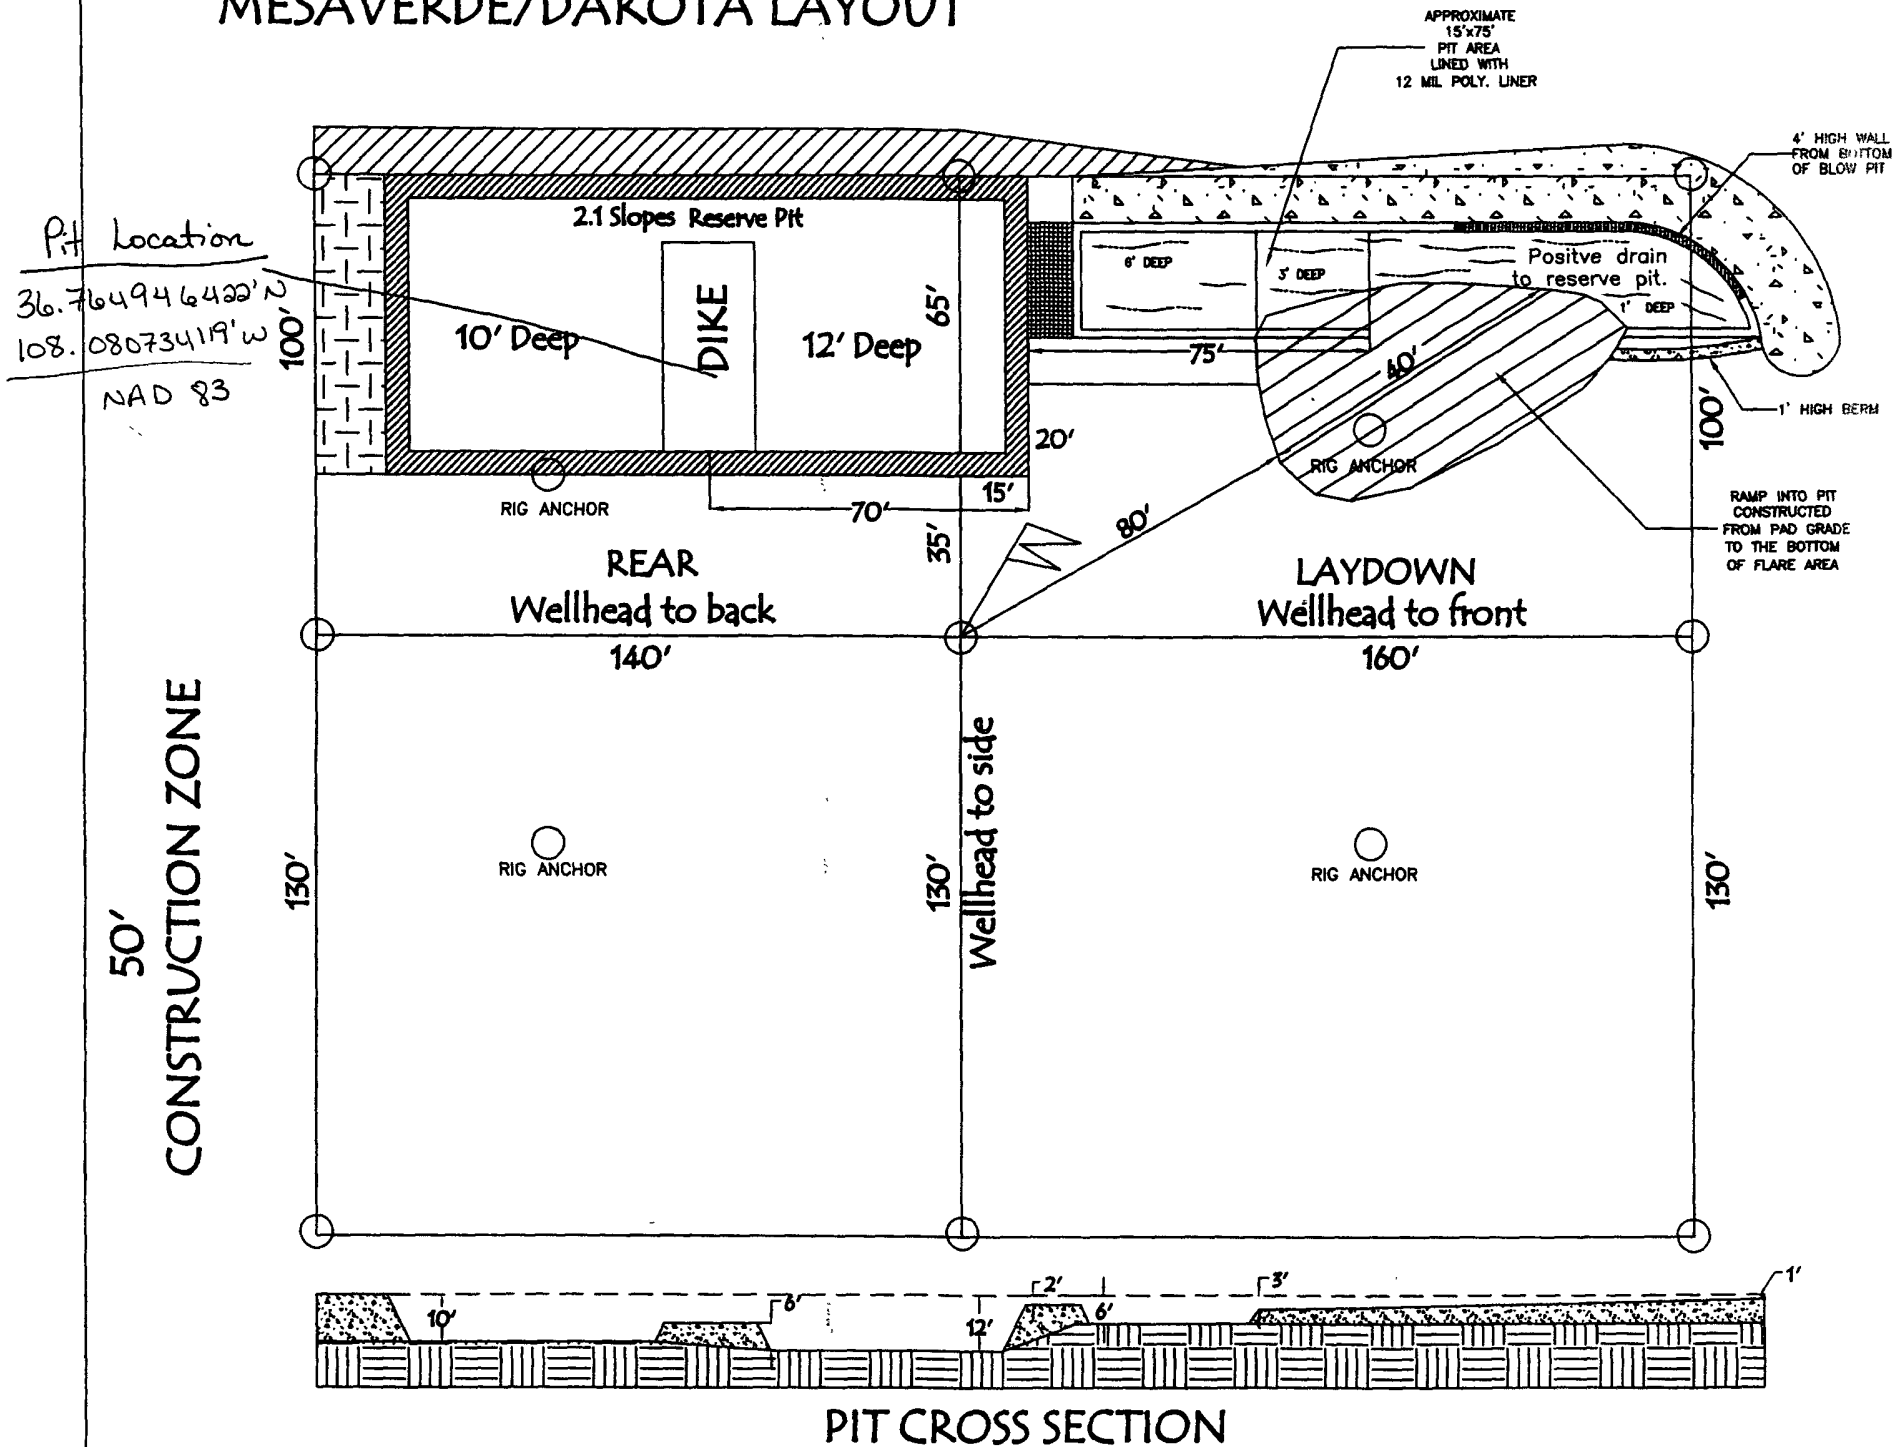 MESAVERDE/DAKOTA LAYOUT
APPROXIMATE
15'x75'
PIT AREA
LINED WITH
12 MIL POLY. LINER
4' HIGH WALL
FROM BOTTOM
OF BLOW PIT
Pit Location
36.764946422'N
108.080734119'W
NAD 83
100'
2.1 Slopes Reserve Pit
10' Deep
DIKE
12' Deep
65'
6' DEEP
3' DEEP
Positve drain
to reserve pit.
1' DEEP
75'
40'
1' HIGH BERM
100'
20'
RIG ANCHOR
15'
RIG ANCHOR
70'
35'
80'
RAMP INTO PIT
CONSTRUCTED
FROM PAD GRADE
TO THE BOTTOM
OF FLARE AREA
REAR
Wellhead to back
140'
LAYDOWN
Wellhead to front
160'
50'
CONSTRUCTION ZONE
130'
RIG ANCHOR
130'
Wellhead to side
RIG ANCHOR
130'
10'
6'
12'
2'
6'
3'
1'
PIT CROSS SECTION